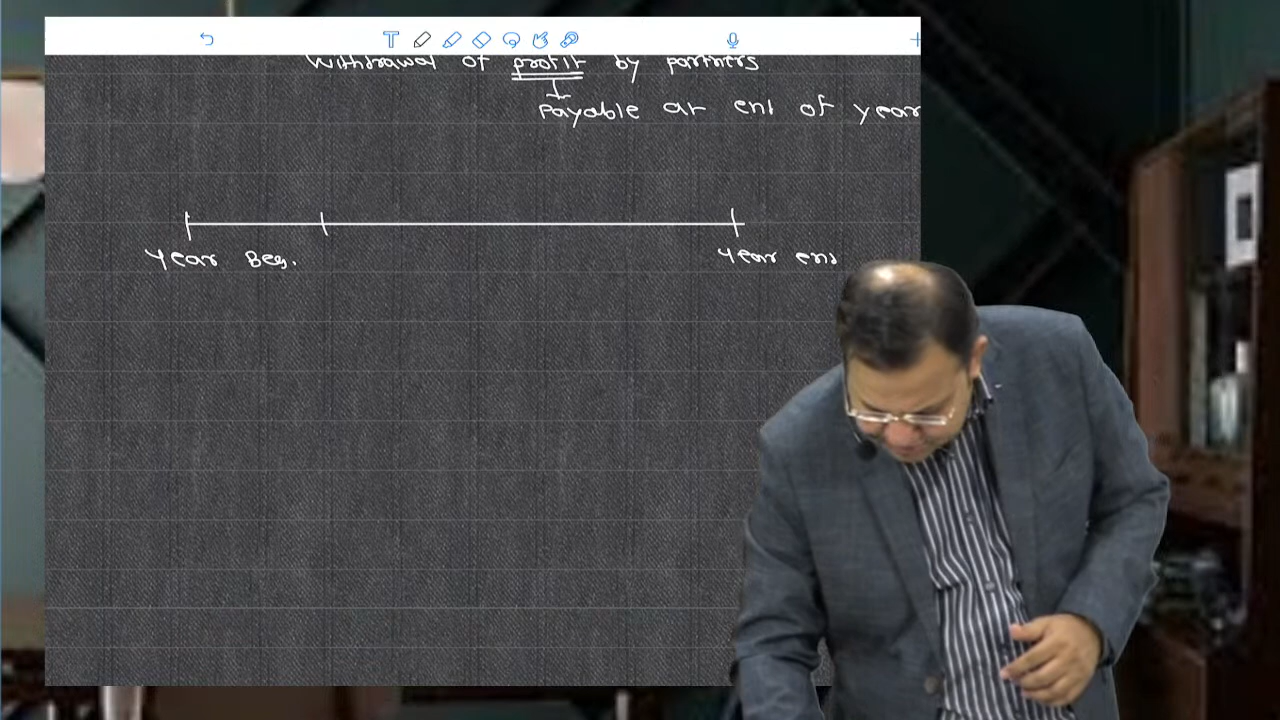 Withdrawal of profit by partners
Payable at end of year
Year Beg.
Year end